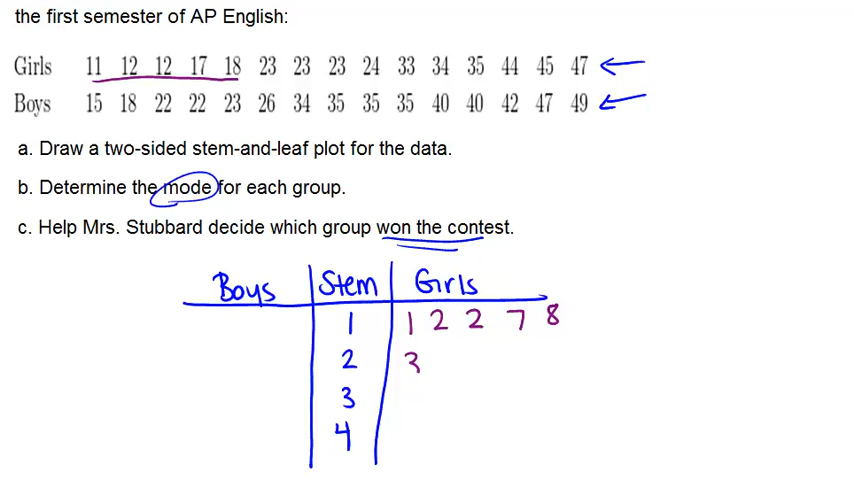 the first semester of AP English:
Girls 11 12 12 17 18 23 23 23 24 33 34 35 44 45 47
Boys 15 18 22 22 23 26 34 35 35 35 40 40 42 47 49
a. Draw a two-sided stem-and-leaf plot for the data.
b. Determine the mode for each group.
c. Help Mrs. Stubbard decide which group won the contest.
Boys Stem Girls
1 1 2 2 7 8
2 3
3
4